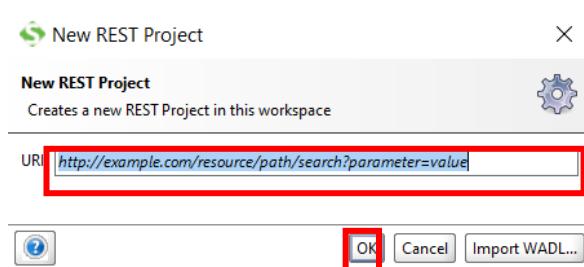 New REST Project
New REST Project
Creates a new REST Project in this workspace
URI http://example.com/resource/path/search?parameter=value
OK Cancel Import WADL...